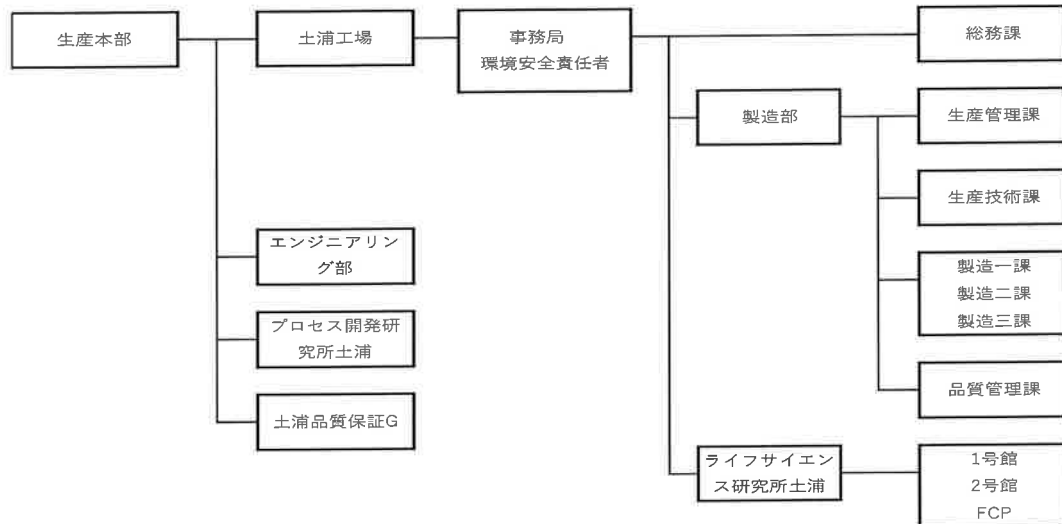 生産本部
土浦工場
事務局
環境安全責任者
総務課
製造部
生産管理課
生産技術課
エンジニアリン
グ部
製造一課
製造二課
製造三課
プロセス開発研
究所土浦
品質管理課
土浦品質保証G
ライフサイエン
ス研究所土浦
1号館
2号館
FCP